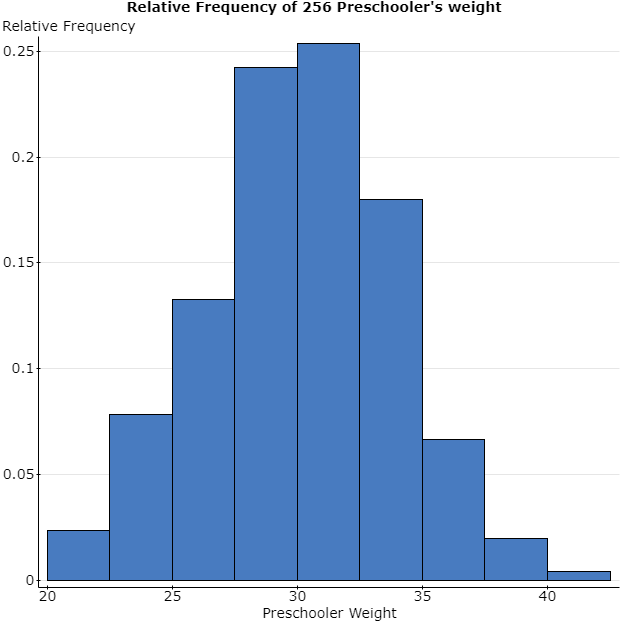 Relative Frequency of 256 Preschooler's weight
Relative Frequency
0.25
0.2
0.15
0.1
0.05
0
20 25 30 35 40
Preschooler Weight